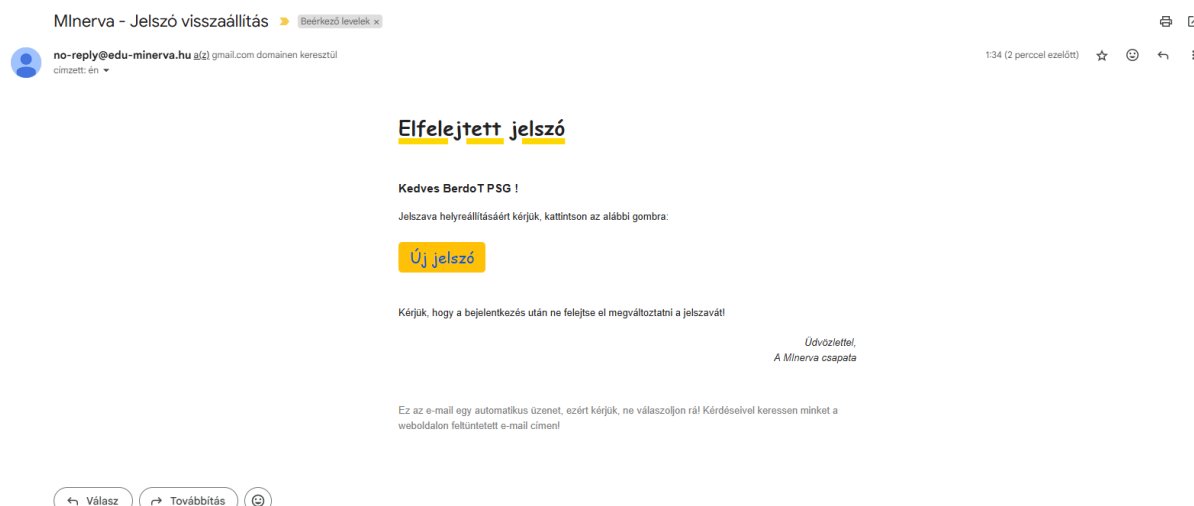 MInerva - Jelszó visszaállítás Beérkező levelek ×
no-reply@edu-minerva.hu a(z) gmail.com domainen keresztül
1:34 (2 perccel ezelőtt)
címzett: én
Elfelejtett jelszó
Kedves BerdoT PSG !
Jelszava helyreállításáért kérjük, kattintson az alábbi gombra:
Új jelszó
Kérjük, hogy a bejelentkezés után ne felejtse el megváltoztatni a jelszavát!
Üdvözlettel,
A MInerva csapata
Ez az e-mail egy automatikus üzenet, ezért kérjük, ne válaszoljon rá! Kérdéseivel keressen minket a
weboldalon feltüntetett e-mail címen!
Válasz
Továbbítás